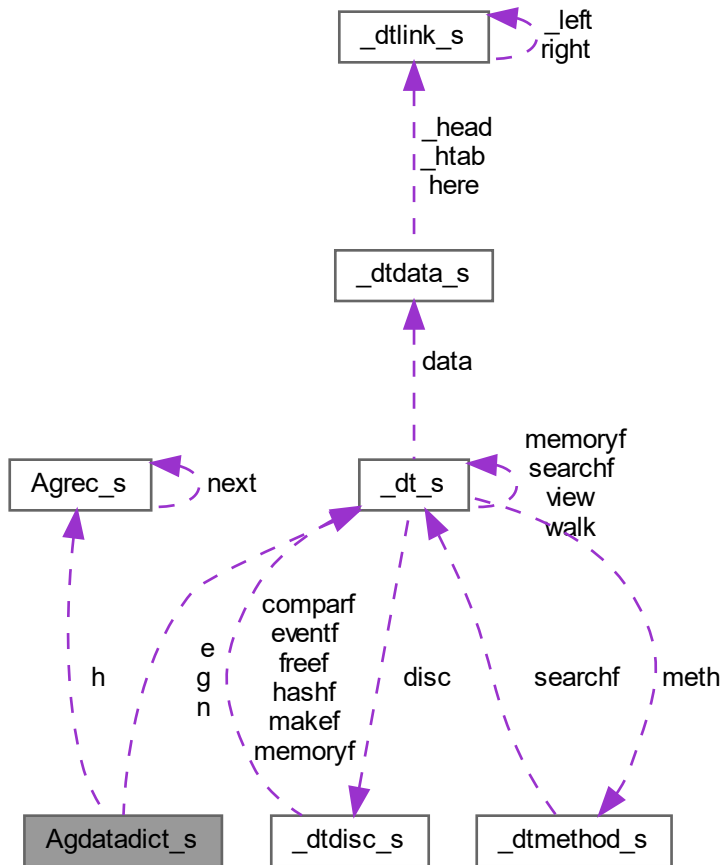 _dtlink_s
_left
right
_head
_htab
here
_dtdata_s
data
memoryf
searchf
view
walk
Agrec_s
next
_dt_s
comparf
eventf
freef
hashf
makef
memoryf
e
g
n
h
disc
searchf
meth
Agdatadict_s
_dtdisc_s
_dtmethod_s